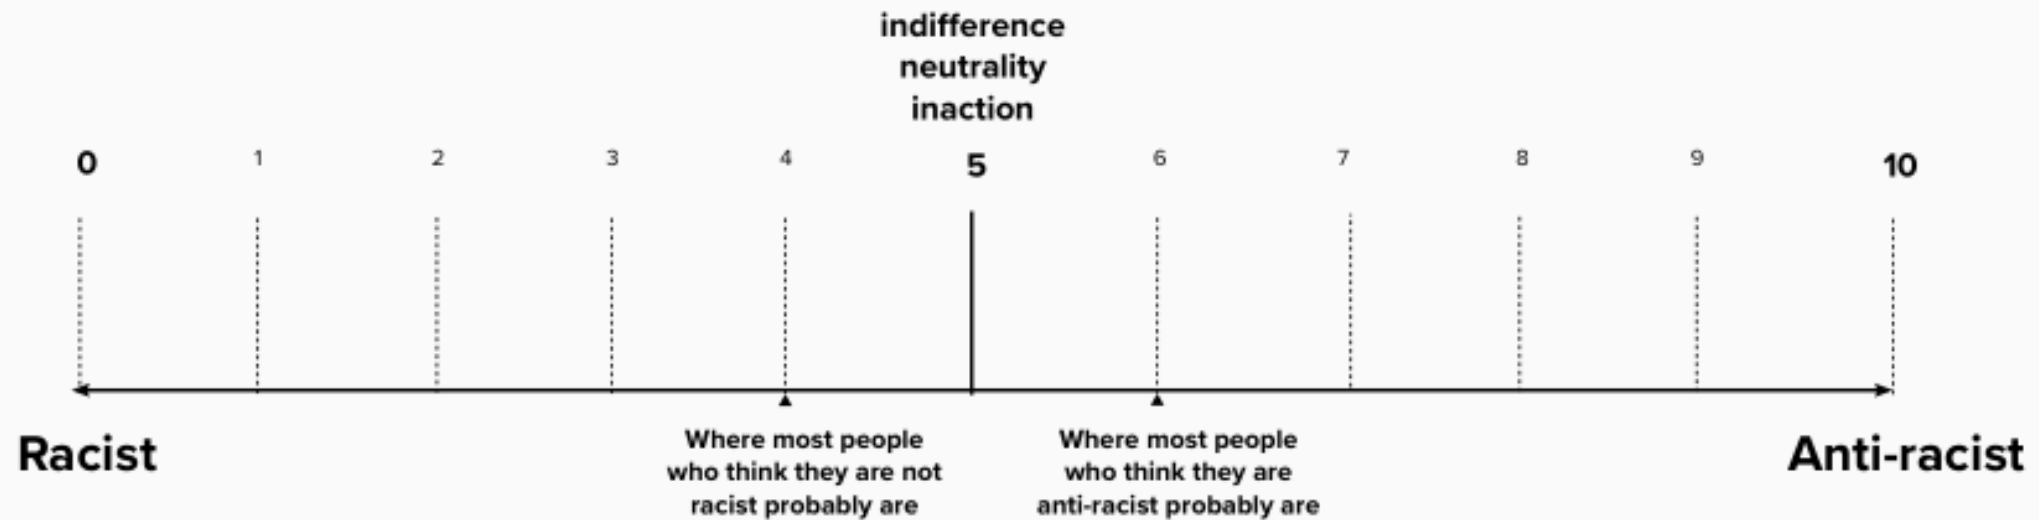 indifference
neutrality
inaction
0 1 2 3 4 5 6 7 8 9 10
Racist
Where most people
who think they are not
racist probably are
Where most people
who think they are
anti-racist probably are
Anti-racist